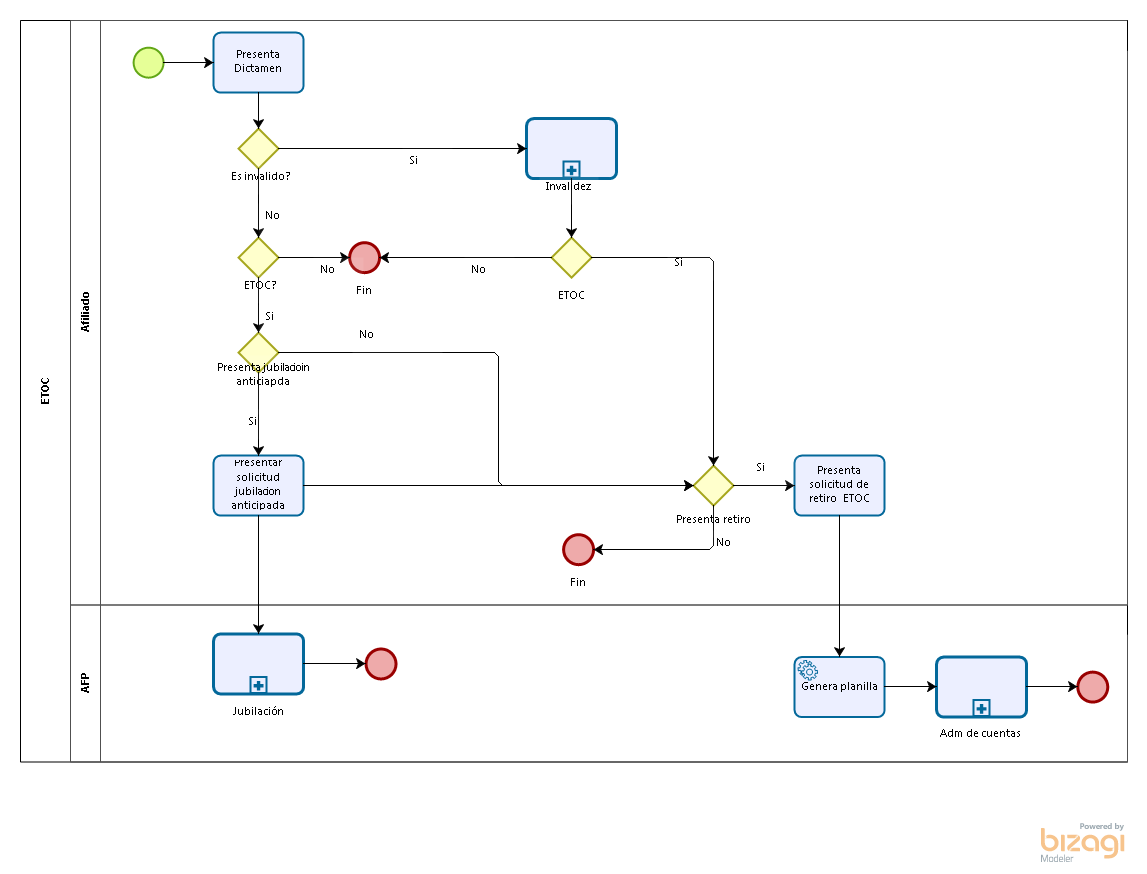 ETOC
Afiliado
AFP
Presenta
Dictamen
Es invalido?
Si
Invalidez
No
ETOC?
No
Fin
No
ETOC
Si
Si
No
Presenta jubilacioin
anticiapda
Si
Presentar
solicitud
jubilacion
anticipada
Si
Presenta
solicitud de
retiro ETOC
Presenta retiro
No
Fin
Jubilación
Genera planilla
Adm de cuentas
Powered by
bizagi
Modeler